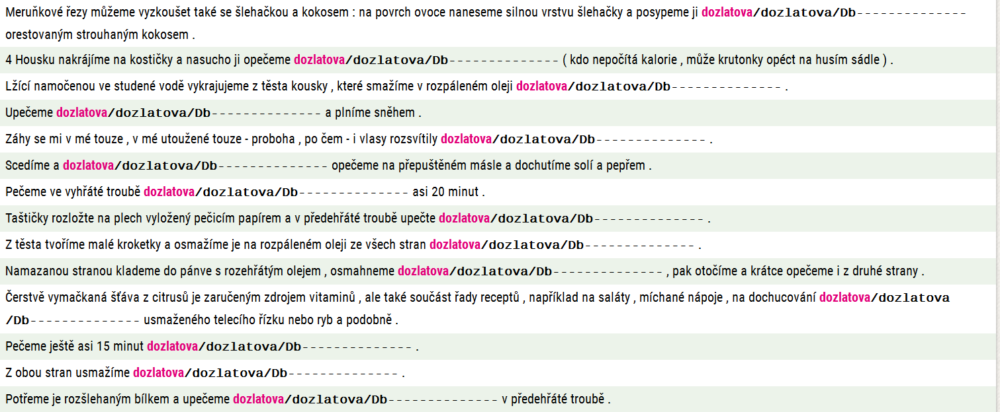 Meruňkové řezy můžeme vyzkoušet také se šlehačkou a kokosem : na povrch ovoce naneseme silnou vrstvu šlehačky a posypeme ji dozlatova/dozlatova/Db--------------
orestovaným strouhaným kokosem .
4 Housku nakrájíme na kostičky a nasucho ji opečeme dozlatova/dozlatova/Db-------------- ( kdo nepočítá kalorie , může krutonky opéct na husím sádle ) .
Lžící namočenou ve studené vodě vykrajujeme z těsta kousky , které smažíme v rozpáleném oleji dozlatova/dozlatova/Db-------------- .
Upečeme dozlatova/dozlatova/Db-------------- a plníme sněhem .
Záhy se mi v mé touze , v mé utoužené touze - proboha , po čem - i vlasy rozsvítily dozlatova/dozlatova/Db-------------- .
Scedíme a dozlatova/dozlatova/Db-------------- opečeme na přepuštěném másle a dochutíme solí a pepřem .
Pečeme ve vyhřáté troubě dozlatova/dozlatova/Db-------------- asi 20 minut .
Taštičky rozložte na plech vyložený pečicím papírem a v předehřáté troubě upečte dozlatova/dozlatova/Db-------------- .
Z těsta tvoříme malé kroketky a osmažíme je na rozpáleném oleji ze všech stran dozlatova/dozlatova/Db-------------- .
Namazanou stranou klademe do pánve s rozehřátým olejem , osmahneme dozlatova/dozlatova/Db-------------- , pak otočíme a krátce opečeme i z druhé strany .
Čerstvě vymačkaná šťáva z citrusů je zaručeným zdrojem vitaminů , ale také součást řady receptů , například na saláty , míchané nápoje , na dochucování dozlatova/dozlatova
/Db-------------- usmaženého telecího řízku nebo ryb a podobně .
Pečeme ještě asi 15 minut dozlatova/dozlatova/Db-------------- .
Z obou stran usmažíme dozlatova/dozlatova/Db-------------- .
Potřeme je rozšlehaným bílkem a upečeme dozlatova/dozlatova/Db-------------- v předehřáté troubě .